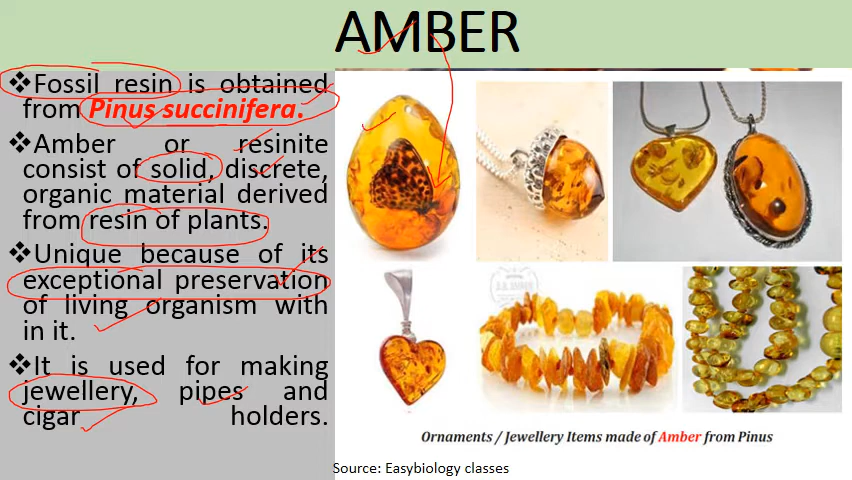 AMBER
❖Fossil resin is obtained
from Pinus succinifera.
❖Amber or resinite
consist of solid, discrete,
organic material derived
from resin of plants.
❖Unique because of its
exceptional preservation
of living organism with
in it.
❖It is used for making
jewellery, pipes and
cigar holders.
Ornaments / Jewellery Items made of Amber from Pinus
Source: Easybiology classes